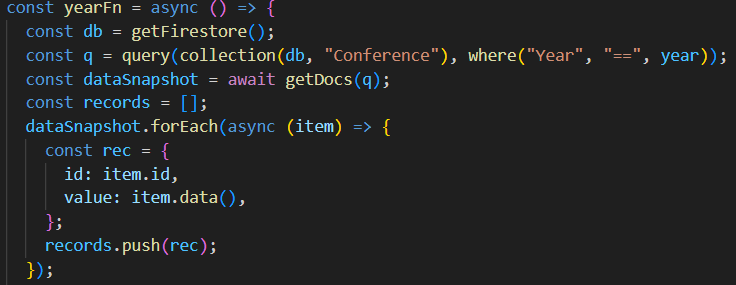 const yearFn = async () => {
  const db = getFirestore();
  const q = query(collection(db, "Conference"), where("Year", "==", year));
  const dataSnapshot = await getDocs(q);
  const records = [];
  dataSnapshot.forEach(async (item) => {
    const rec = {
      id: item.id,
      value: item.data(),
    };
    records.push(rec);
  });